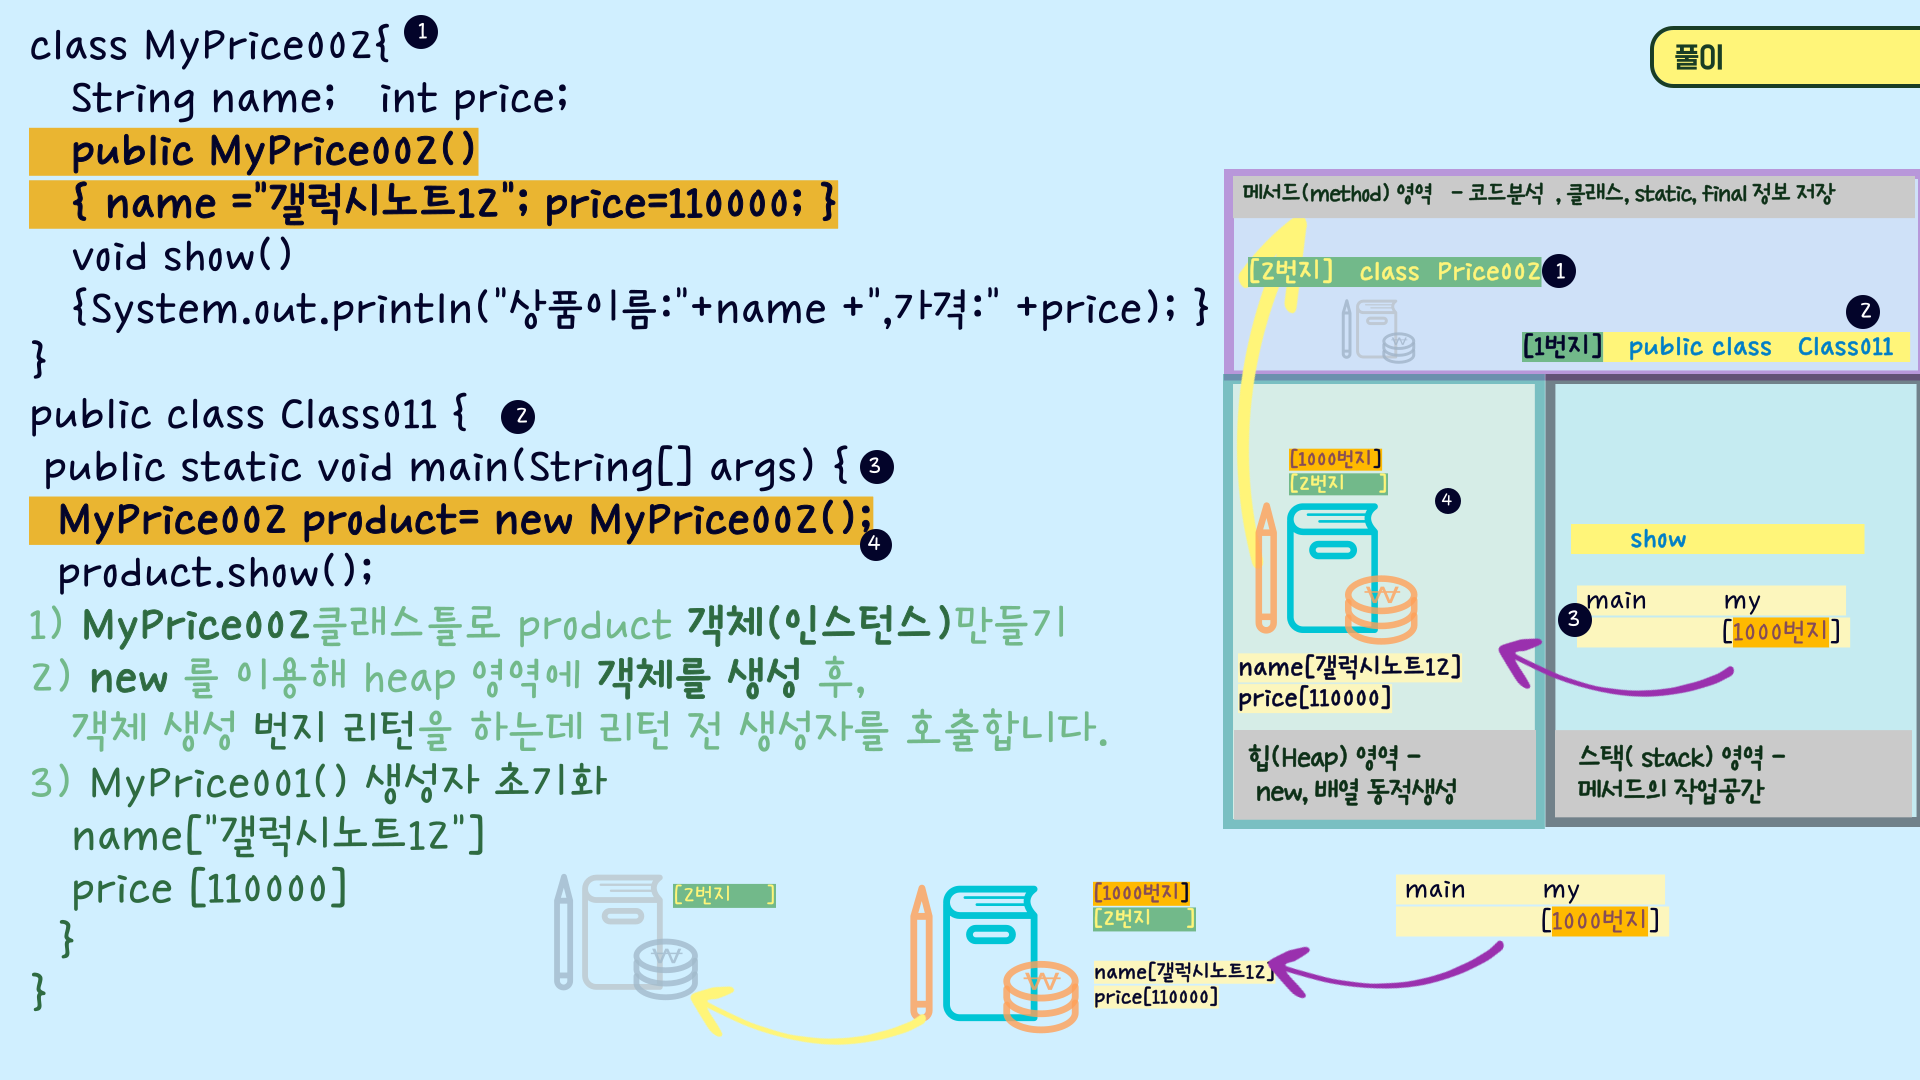 class MyPrice002{ 1
String name; int price;
public MyPrice002()
{ name ="갤럭시노트12"; price=110000; }
void show()
{System.out.println("상품이름:"+name +",가격:" +price); }
}
public class Class011 { 2
public static void main(String[] args) { 3
MyPrice002 product= new MyPrice002();
4
product.show();
1) MyPrice002클래스틀로 product 객체(인스턴스)만들기
2) new 를 이용해 heap 영역에 객체를 생성 후,
객체 생성 번지 리턴을 하는데 리턴 전 생성자를 호출합니다.
3) MyPrice001() 생성자 초기화
name["갤럭시노트12"]
price [110000]
}
}
풀이
메서드(method) 영역 - 코드분석 , 클래스, static, final 정보 저장
[2번지] class Price002 1
2
[1번지] public class Class011
[1000번지]
[2번지 ]
4
₩
name[갤럭시노트12]
price[110000]
힙(Heap) 영역 -
new, 배열 동적생성
show
main my
3 [1000번지]
스택( stack) 영역 -
메서드의 작업공간
[2번지 ]
₩
[1000번지]
[2번지 ]
₩
name[갤럭시노트12]
price[110000]
main my
[1000번지]